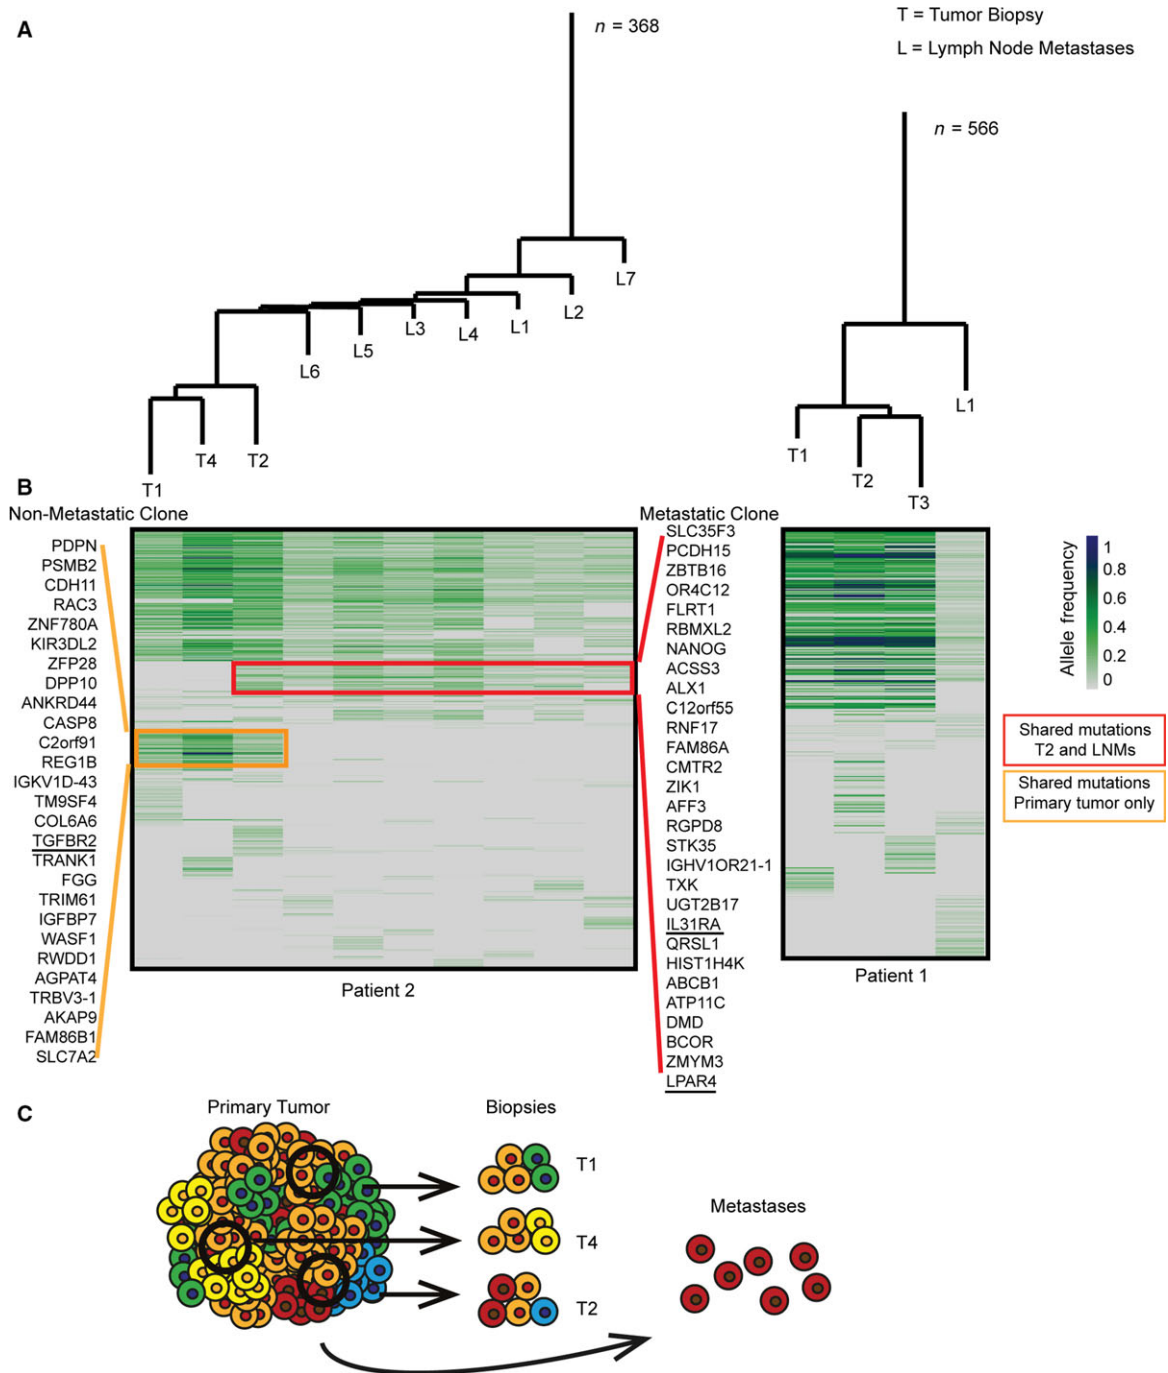 A
n = 368
T = Tumor Biopsy
L = Lymph Node Metastases
n = 566
L7
L2
L1
L4
L3
L5
L6
T4
T2
T1
L1
T1
T2
T3
B
Non-Metastatic Clone
PDPN
PSMB2
CDH11
RAC3
ZNF780A
KIR3DL2
ZFP28
DPP10
ANKRD44
CASP8
C2orf91
REG1B
IGKV1D-43
TM9SF4
COL6A6
TGFBR2
TRANK1
FGG
TRIM61
IGFBP7
WASF1
RWDD1
AGPAT4
TRBV3-1
AKAP9
FAM86B1
SLC7A2
Patient 2
Metastatic Clone
SLC35F3
PCDH15
ZBTB16
OR4C12
FLRT1
RBMXL2
NANOG
ACSS3
ALX1
C12orf55
RNF17
FAM86A
CMTR2
ZIK1
AFF3
RGPD8
STK35
IGHV1OR21-1
TXK
UGT2B17
IL31RA
QRSL1
HIST1H4K
ABCB1
ATP11C
DMD
BCOR
ZMYM3
LPAR4
Patient 1
Allele frequency
1
0.8
0.6
0.4
0.2
0
Shared mutations
T2 and LNMs
Shared mutations
Primary tumor only
C
Primary Tumor
Biopsies
T1
T4
T2
Metastases